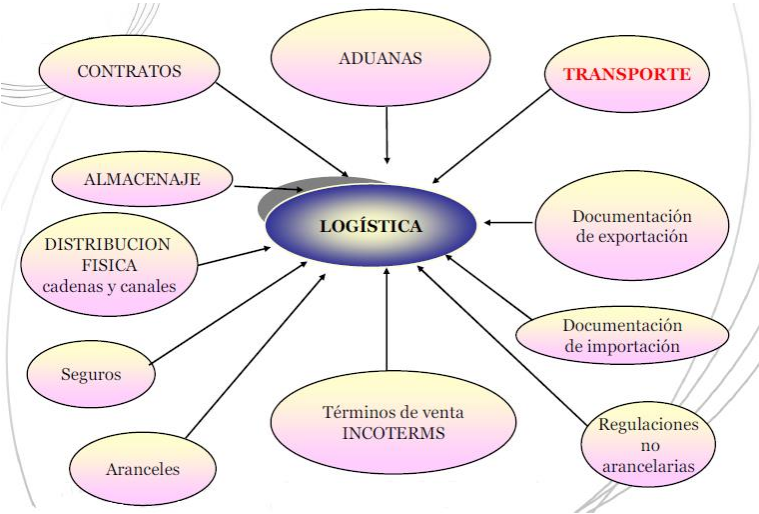 CONTRATOS
ADUANAS
TRANSPORTE
ALMACENAJE
LOGÍSTICA
Documentación
de exportación
DISTRIBUCION
FISICA
cadenas y canales
Documentación
de importación
Seguros
Términos de venta
INCOTERMS
Regulaciones
no
arancelarias
Aranceles